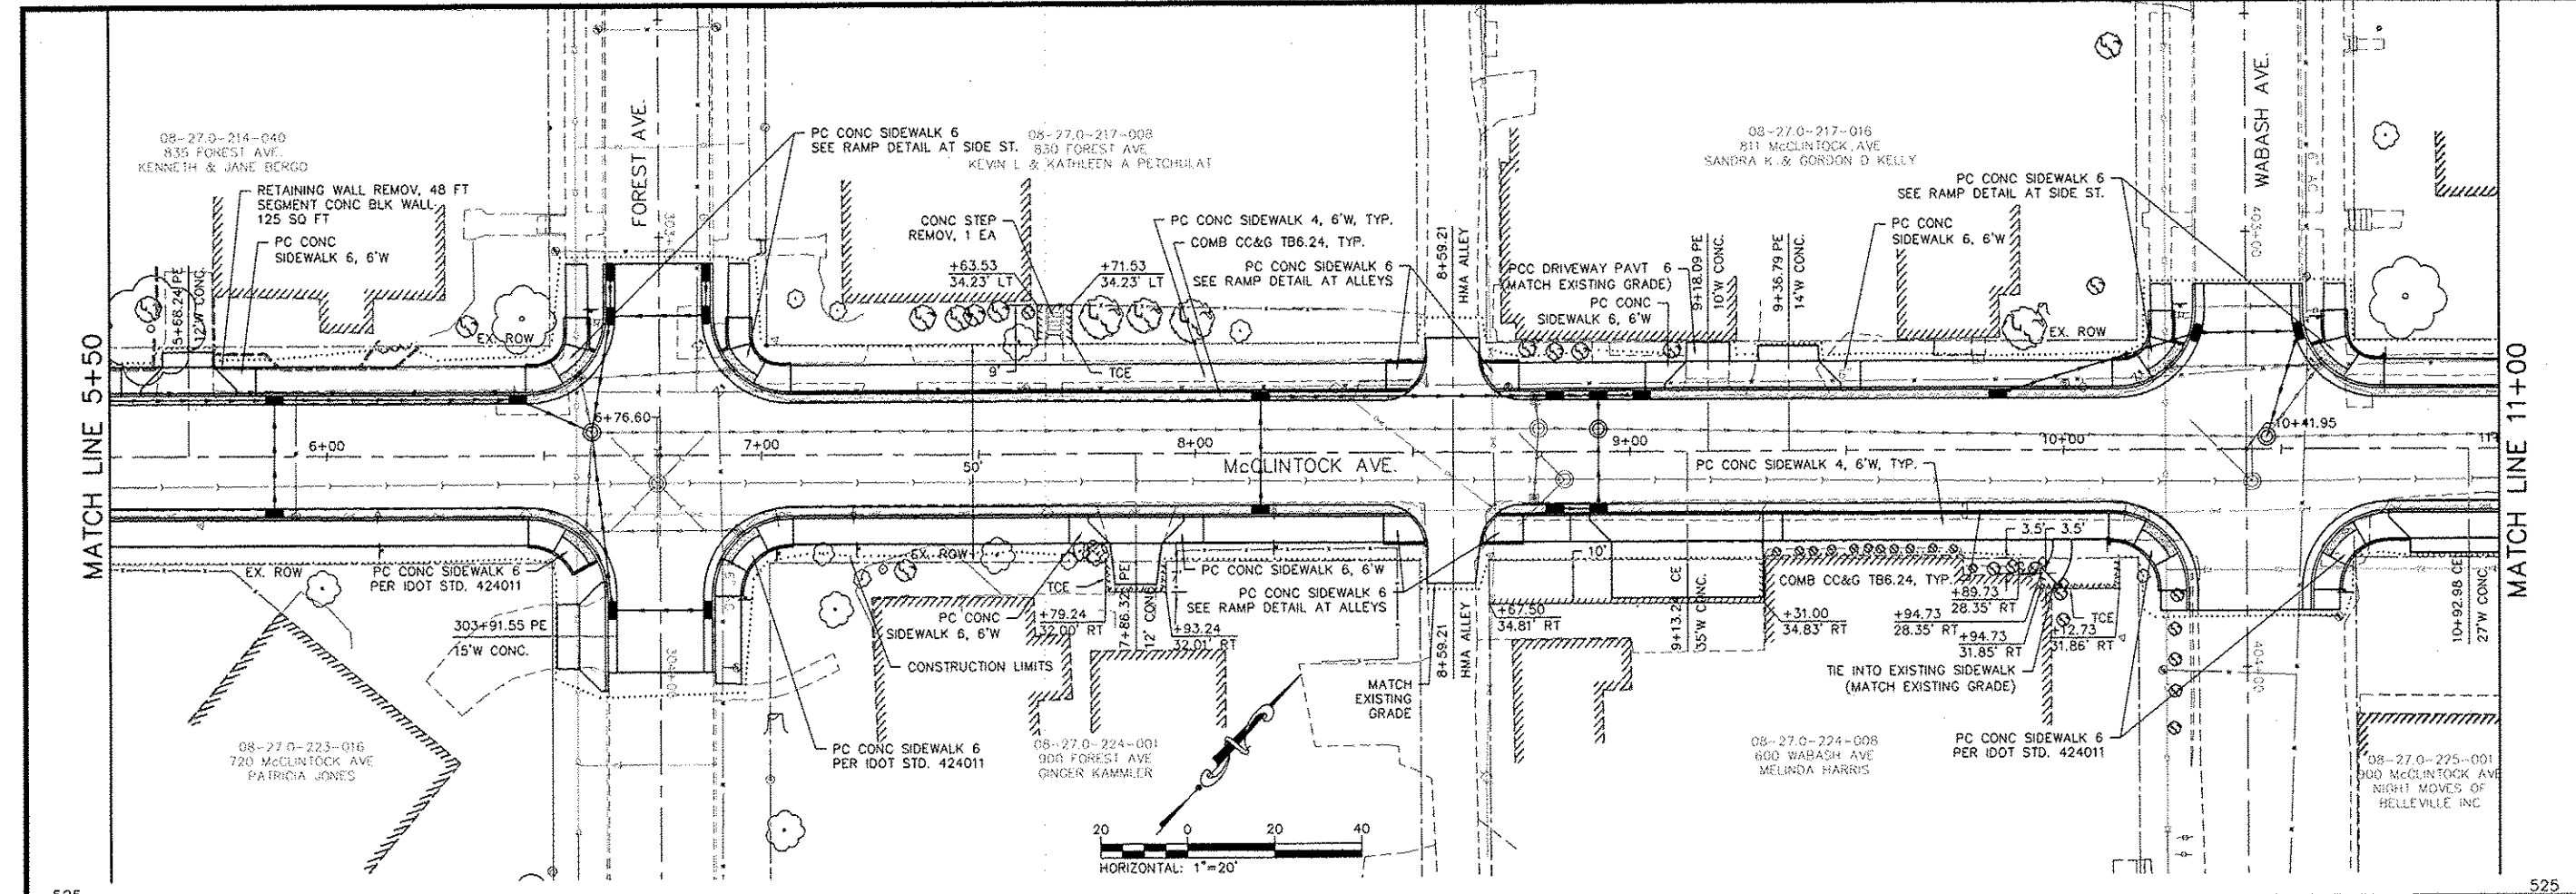 MATCH LINE 5+50
08-27.0-214-040
835 FOREST AVE.
KENNETH & JANE BERGD
RETAINING WALL REMOV, 48 FT
SEGMENT CONC BLK WALL
125 SQ FT
PC CONC
SIDEWALK 6, 6'W
5+68.24 PE
12'W CONC.
EX. ROW
FOREST AVE.
PC CONC SIDEWALK 6
SEE RAMP DETAIL AT SIDE ST.
08-27.0-217-008
830 FOREST AVE
KEVIN L & KATHLEEN A PETCHULAT
CONC STEP
REMOV, 1 EA
+63.53
34.23' LT
+71.53
34.23' LT
PC CONC SIDEWALK 4, 6'W, TYP.
COMB CC&G TB6.24, TYP.
PC CONC SIDEWALK 6
SEE RAMP DETAIL AT ALLEYS
9'
TCE
8+59.21
HMA ALLEY
PCC DRIVEWAY PAVT 6
(MATCH EXISTING GRADE)
PC CONC
SIDEWALK 6, 6'W
9+18.09 PE
10'W CONC.
9+36.79 PE
14'W CONC.
08-27.0-217-016
811 McCLINTOCK AVE
SANDRA K & GORDON D KELLY
PC CONC
SIDEWALK 6, 6'W
PC CONC SIDEWALK 6
SEE RAMP DETAIL AT SIDE ST.
EX. ROW
WABASH AVE.
403+00
MATCH LINE 11+00
6+00
6+76.60
7+00
50'
8+00
McCLINTOCK AVE.
9+00
10+00
10+41.95
PC CONC SIDEWALK 4, 6'W, TYP.
EX. ROW
PC CONC SIDEWALK 6
PER IDOT STD. 424011
303+91.55 PE
15'W CONC.
304+00
08-27.0-223-016
720 McCLINTOCK AVE
PATRICIA JONES
EX. ROW
TCE
PC CONC
SIDEWALK 6, 6'W
CONSTRUCTION LIMITS
+79.24
32.00' RT
7+86.32 PE
12' CONC
+93.24
32.01' RT
PC CONC SIDEWALK 6, 6'W
PC CONC SIDEWALK 6
SEE RAMP DETAIL AT ALLEYS
PC CONC SIDEWALK 6
PER IDOT STD. 424011
08-27.0-224-001
900 FOREST AVE
GINGER KAMMLER
MATCH
EXISTING
GRADE
8+59.21
HMA ALLEY
+67.50
34.81' RT
10'
9+13.24 CE
35'W CONC.
+31.00
34.83' RT
COMB CC&G TB6.24, TYP.
3.5'
3.5'
+89.73
28.35' RT
+94.73
28.35' RT
+94.73
31.85' RT
TCE
+12.73
31.86' RT
TIE INTO EXISTING SIDEWALK
(MATCH EXISTING GRADE)
08-27.0-224-008
600 WABASH AVE
MELINDA HARRIS
PC CONC SIDEWALK 6
PER IDOT STD. 424011
404+00
10+92.98 CE
27'W CONC.
08-27.0-225-001
900 McCLINTOCK AVE
NIGHT MOVES OF
BELLEVILLE INC
20 0 20 40
HORIZONTAL: 1"=20'
525
525